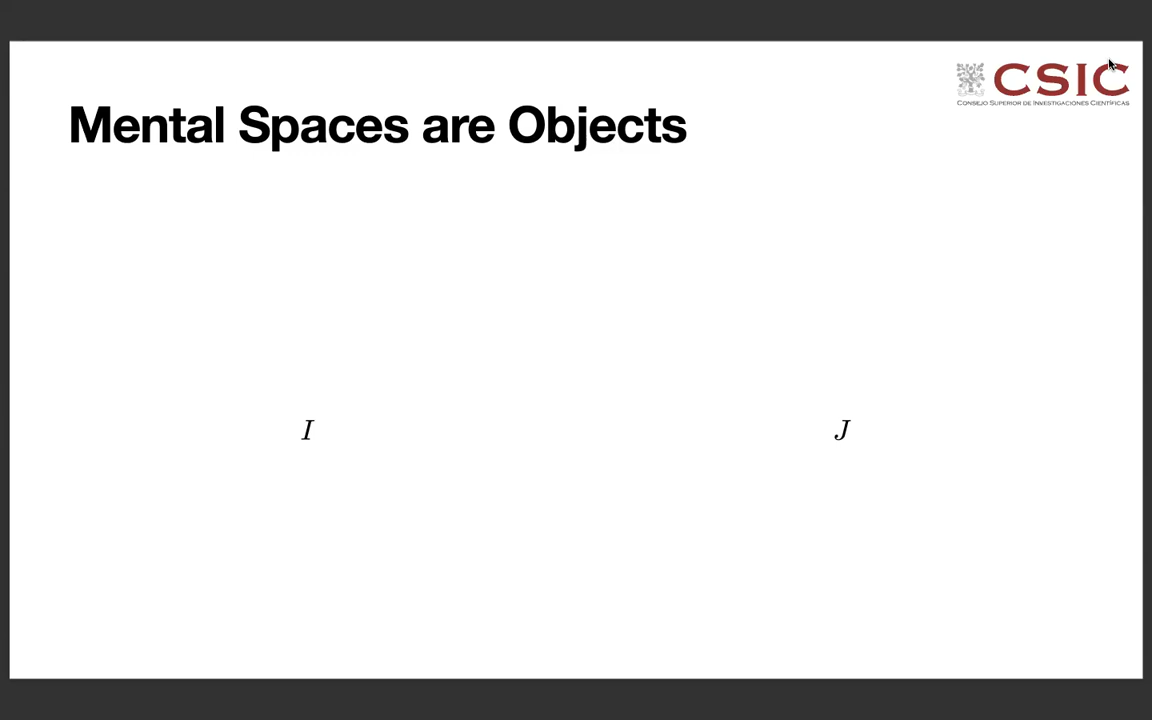 CSIC
CONSEJO SUPERIOR DE INVESTIGACIONES CIENTÍFICAS
Mental Spaces are Objects
I J